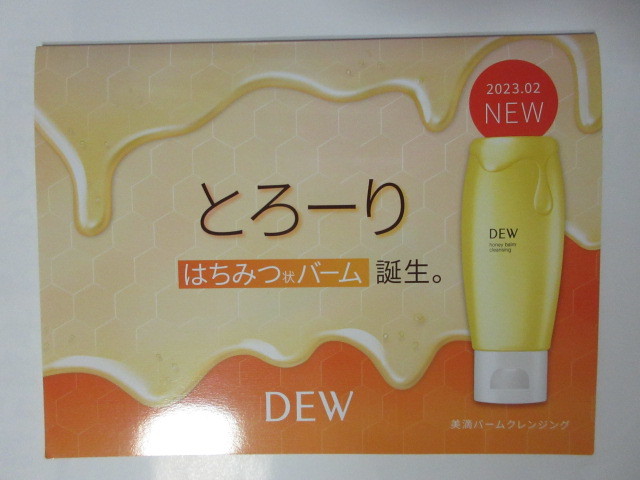 2023.02
NEW
とろーり
はちみつ状バーム 誕生。
DEW
honey balm
cleansing
DEW
美滴バームクレンジング